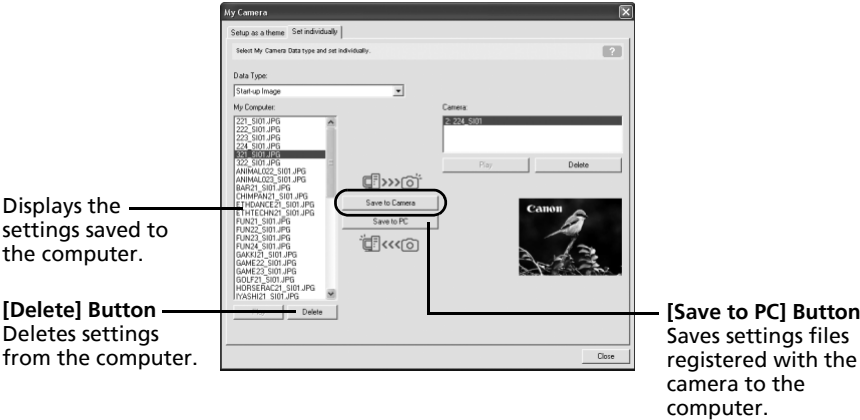 My Camera
Setup as a theme Set individually
Select My Camera Data type and set individually.
?
Data Type:
Start-up Image
My Computer:
221_SI01.JPG
222_SI01.JPG
223_SI01.JPG
224_SI01.JPG
321_SI01.JPG
322_SI01.JPG
ANIMAL022_SI01.JPG
ANIMAL023_SI01.JPG
BAR21_SI01.JPG
CHIMPAN21_SI01.JPG
ETHDANCE21_SI01.JPG
ETHTECHN21_SI01.JPG
FUN21_SI01.JPG
FUN22_SI01.JPG
FUN23_SI01.JPG
FUN24_SI01.JPG
GAKKI21_SI01.JPG
GAME22_SI01.JPG
GAME23_SI01.JPG
GOLF21_SI01.JPG
HORSERAC21_SI01.JPG
IYASHI21_SI01.JPG
Play Delete
Save to Camera
Save to PC
Camera:
2: 224_SI01
Play Delete
Canon
Close
Displays the
settings saved to
the computer.
[Delete] Button
Deletes settings
from the computer.
[Save to PC] Button
Saves settings files
registered with the
camera to the
computer.